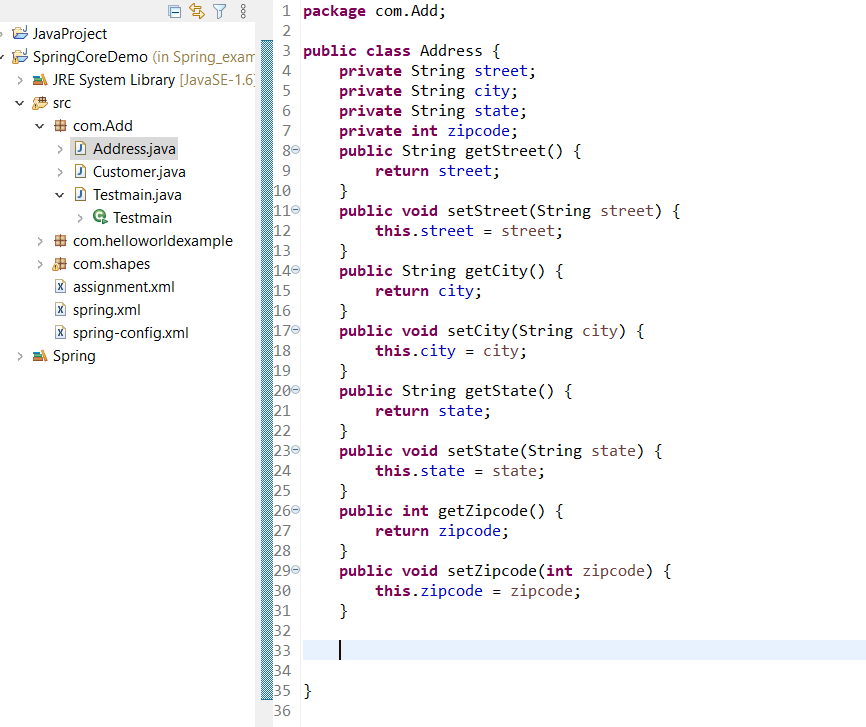 JavaProject
SpringCoreDemo (in Spring_exam
JRE System Library [JavaSE-1.6]
src
com.Add
Address.java
Customer.java
Testmain.java
Testmain
com.helloworldexample
com.shapes
assignment.xml
spring.xml
spring-config.xml
Spring
1 package com.Add;
2
3 public class Address {
4     private String street;
5     private String city;
6     private String state;
7     private int zipcode;
8     public String getStreet() {
9         return street;
10     }
11     public void setStreet(String street) {
12         this.street = street;
13     }
14     public String getCity() {
15         return city;
16     }
17     public void setCity(String city) {
18         this.city = city;
19     }
20     public String getState() {
21         return state;
22     }
23     public void setState(String state) {
24         this.state = state;
25     }
26     public int getZipcode() {
27         return zipcode;
28     }
29     public void setZipcode(int zipcode) {
30         this.zipcode = zipcode;
31     }
32
33
34
35 }
36